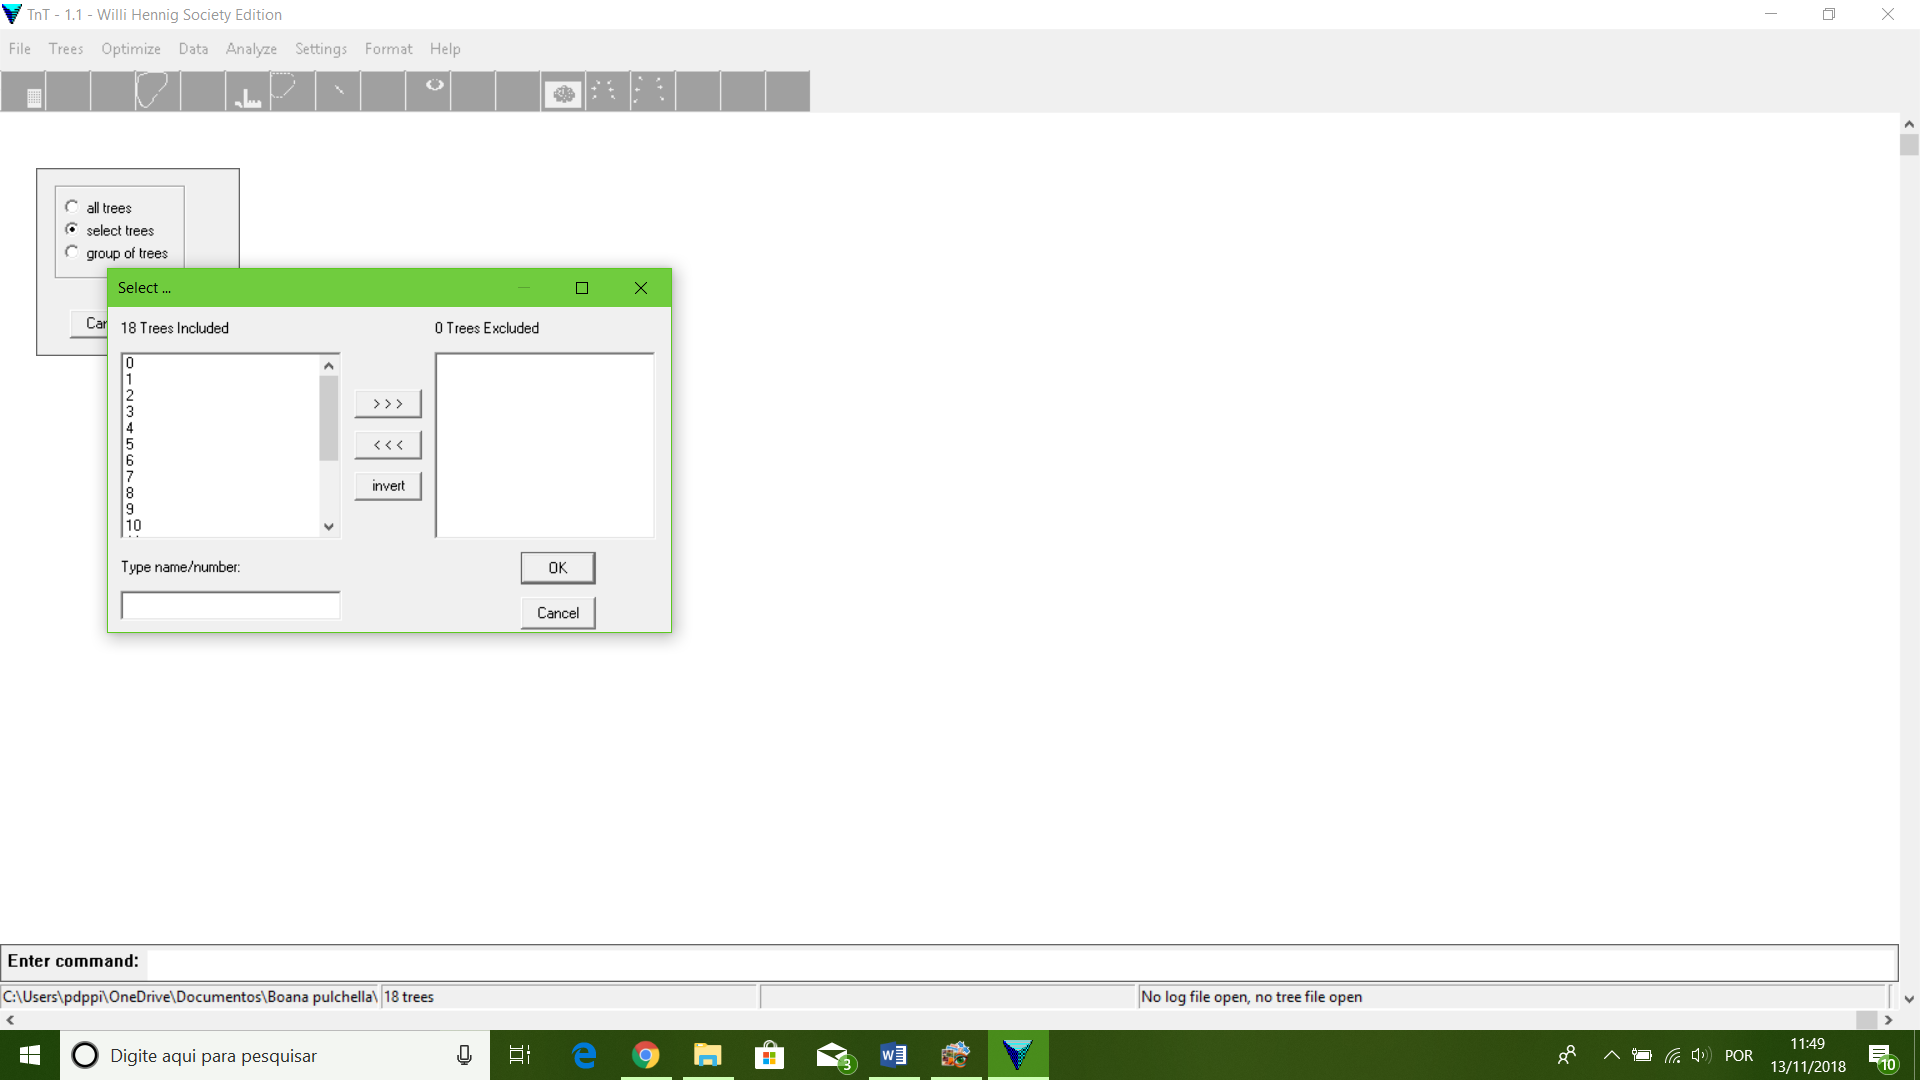 TnT - 1.1 - Willi Hennig Society Edition
File Trees Optimize Data Analyze Settings Format Help
all trees
select trees
group of trees
Select ...
18 Trees Included
0 Trees Excluded
0
1
2
3
4
5
6
7
8
9
10
> > >
< < <
invert
Type name/number:
OK
Cancel
Enter command:
C:\Users\pdppi\OneDrive\Documentos\Boana pulchella\ 18 trees No log file open, no tree file open
Digite aqui para pesquisar
3
POR
11:49
13/11/2018
10